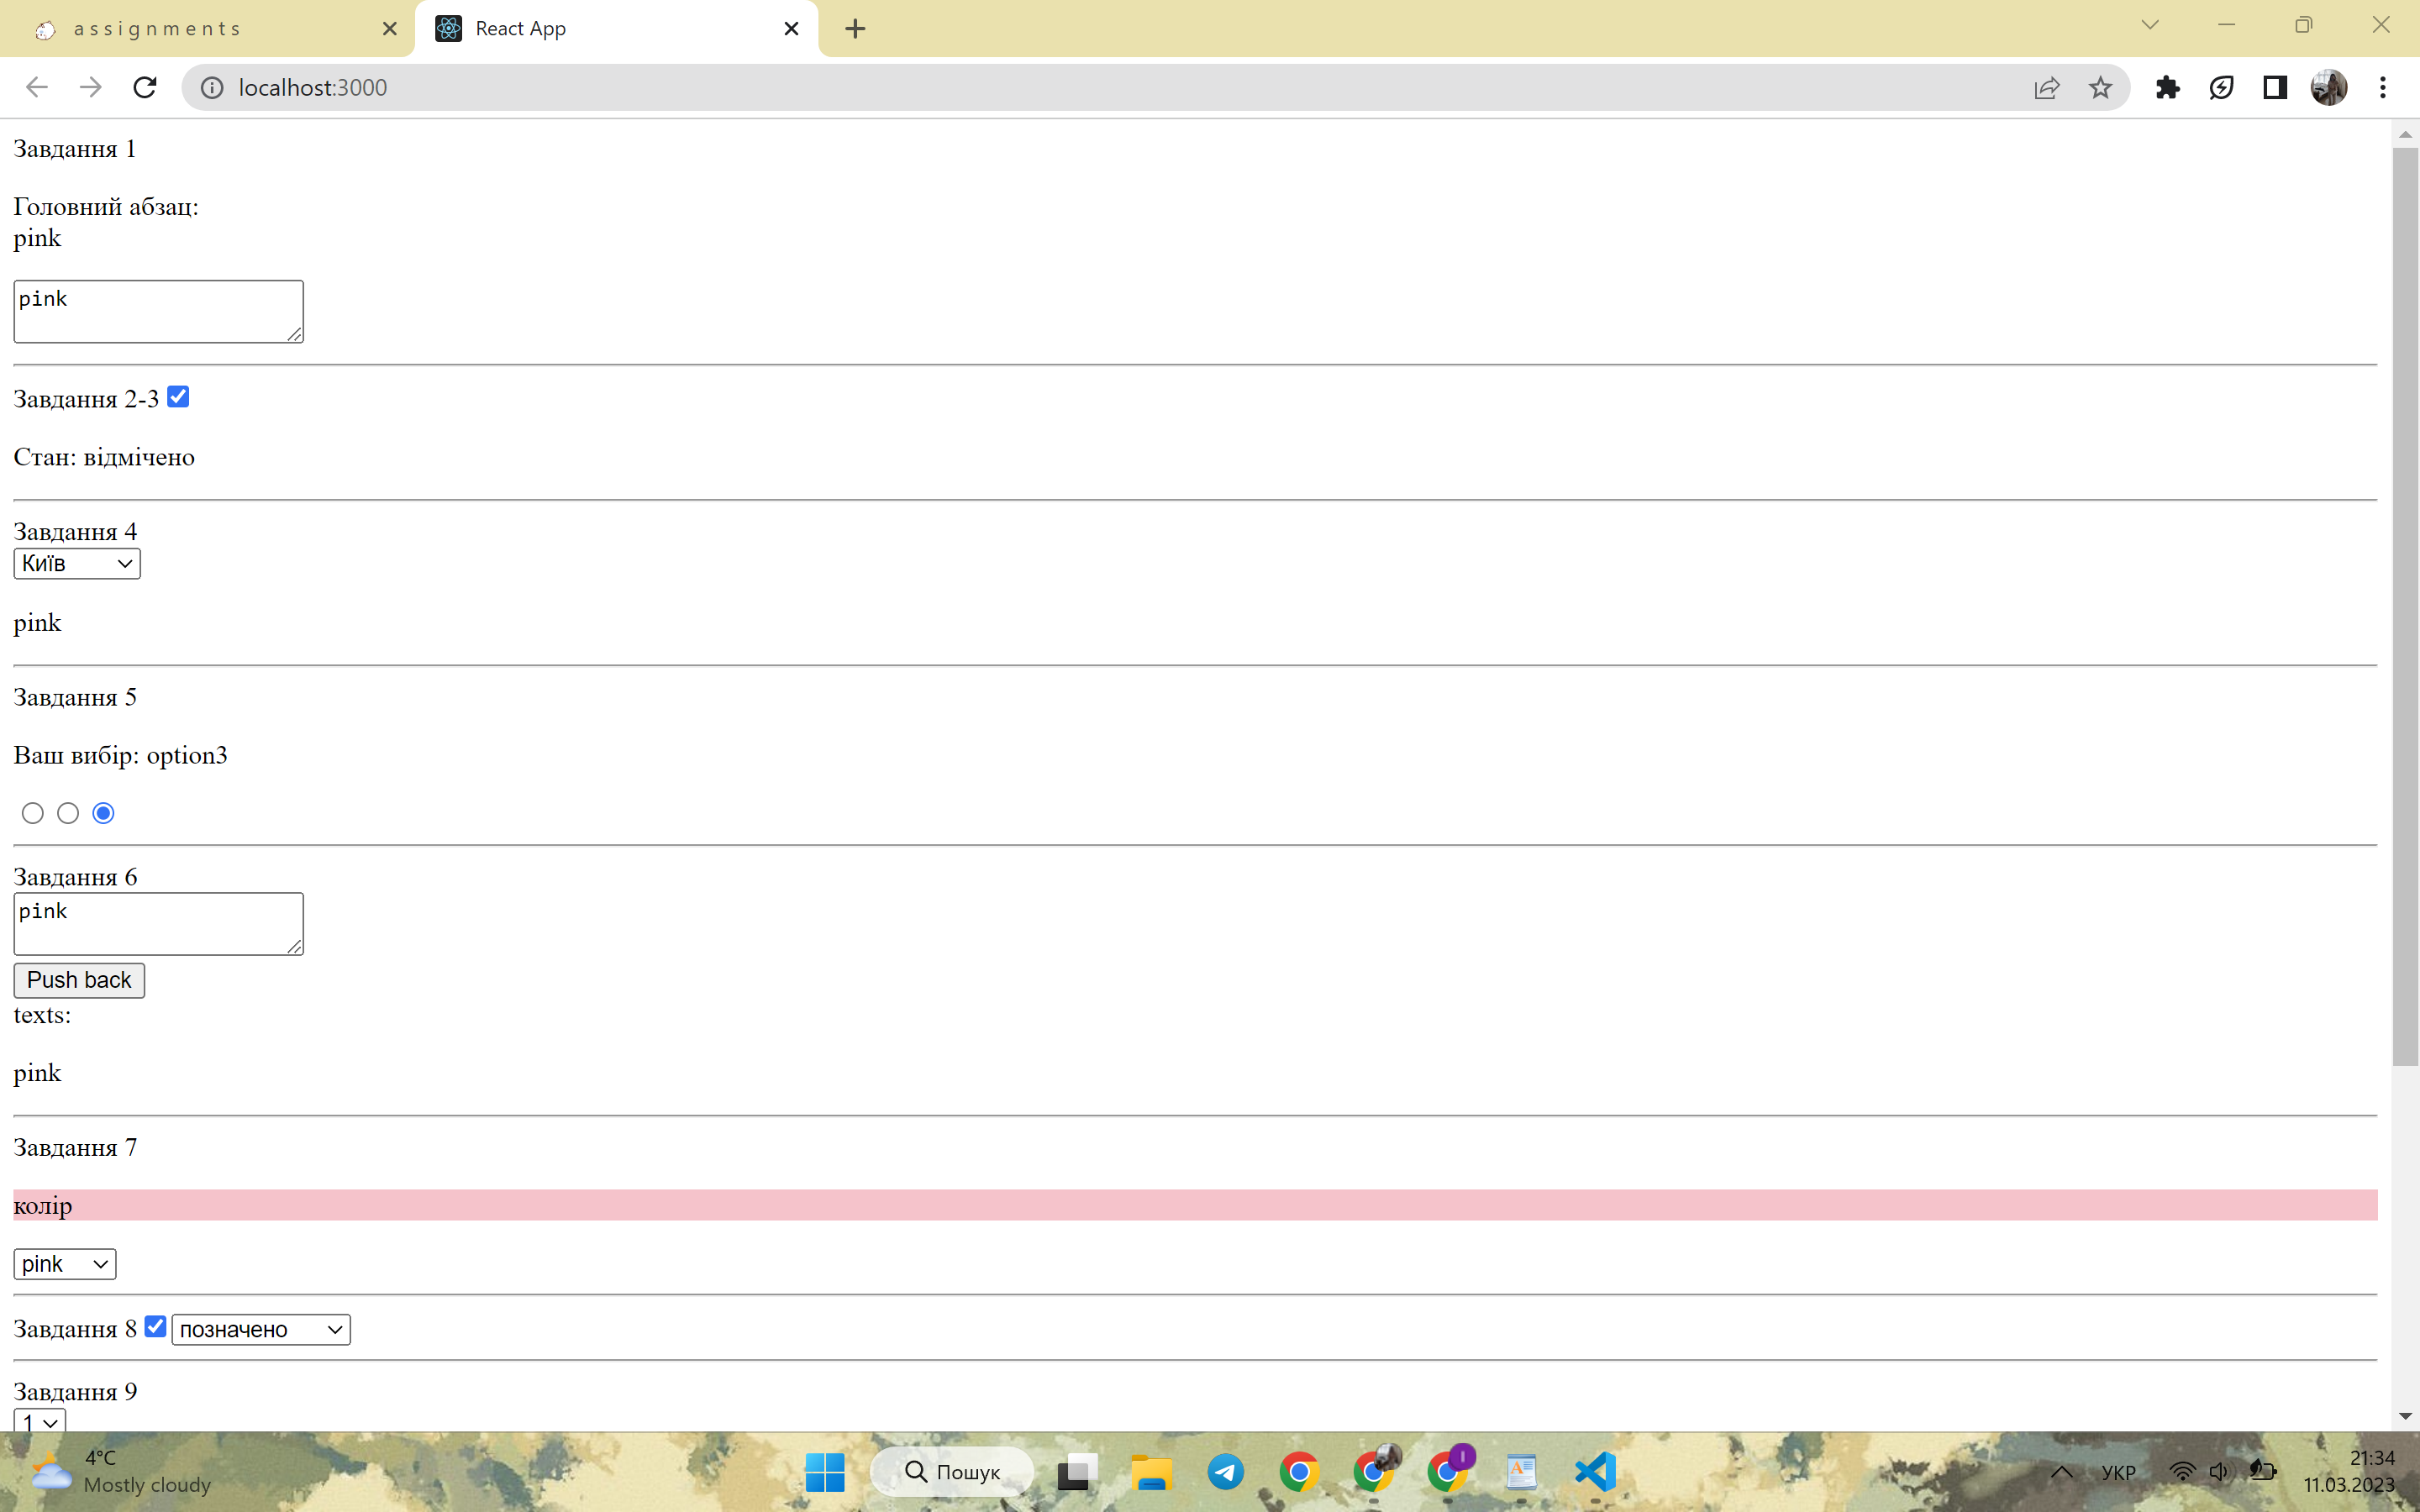 assignments
React App
localhost:3000
Завдання 1
Головний абзац:
pink
pink
Завдання 2-3
Стан: відмічено
Завдання 4
Київ
pink
Завдання 5
Ваш вибір: option3
Завдання 6
pink
Push back
texts:
pink
Завдання 7
колір
pink
Завдання 8 позначено
Завдання 9
1
4°C
Mostly cloudy
Пошук
УКР
21:34
11.03.2023